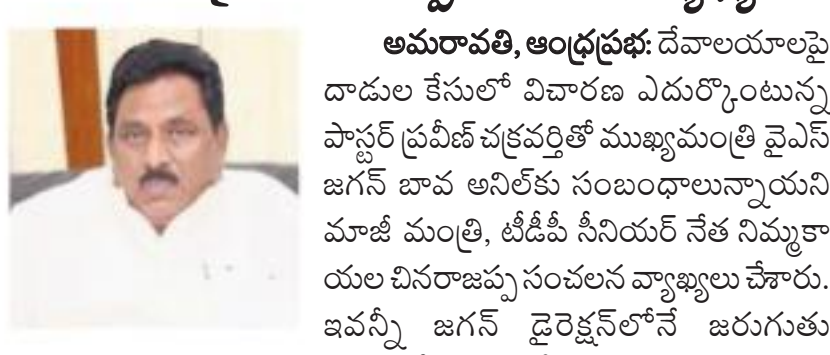 అమరావతి, ఆంధ్రప్రభ: దేవాలయాలపై
దాడుల కేసులో విచారణ ఎదుర్కొంటున్న
పాస్టర్ ప్రవీణ్ చక్రవర్తితో ముఖ్యమంత్రి వైఎస్
జగన్ బావ అనిల్‌కు సంబంధాలున్నాయని
మాజీ మంత్రి, టీడీపీ సీనియర్ నేత నిమ్మకా
యల చినరాజప్ప సంచలన వ్యాఖ్యలు చేశారు.
ఇవన్నీ జగన్ డైరెక్షన్‌లోనే జరుగుతు